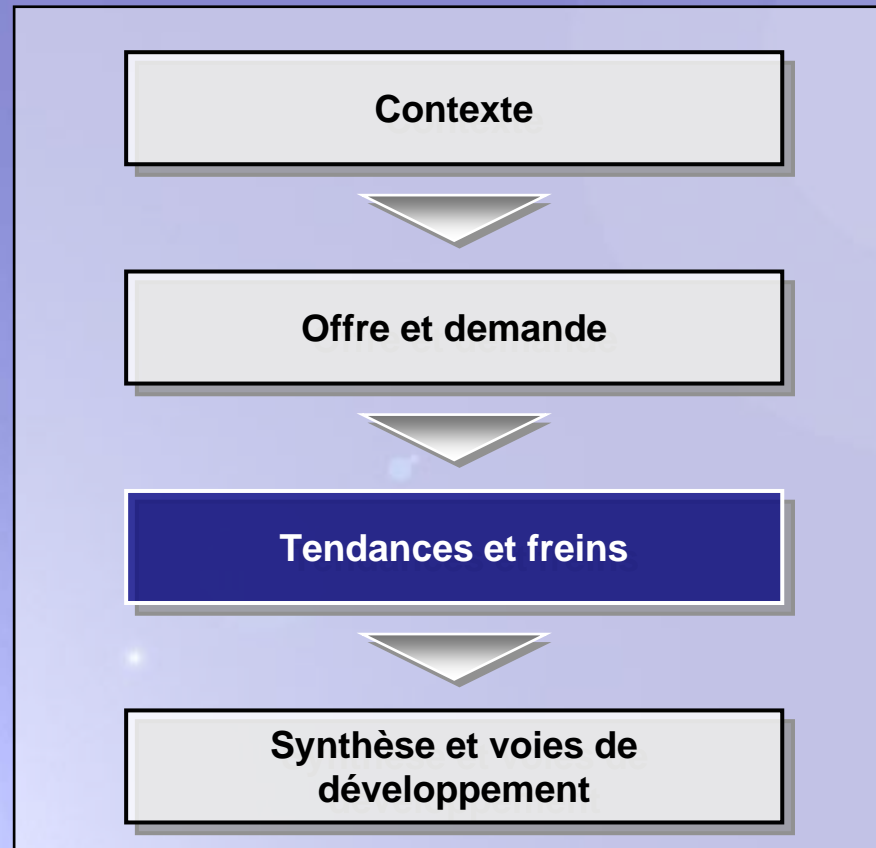 Contexte
Offre et demande
Tendances et freins
Synthèse et voies de
développement